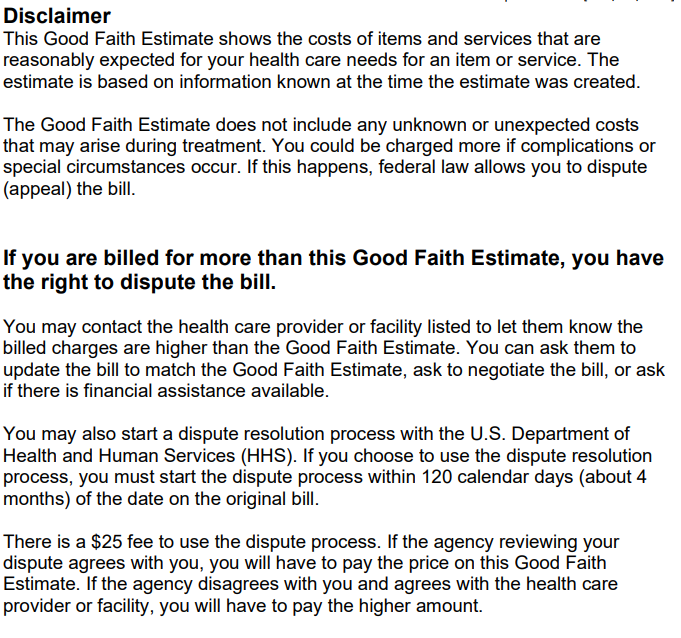 Disclaimer
This Good Faith Estimate shows the costs of items and services that are
reasonably expected for your health care needs for an item or service. The
estimate is based on information known at the time the estimate was created.
The Good Faith Estimate does not include any unknown or unexpected costs
that may arise during treatment. You could be charged more if complications or
special circumstances occur. If this happens, federal law allows you to dispute
(appeal) the bill.
If you are billed for more than this Good Faith Estimate, you have
the right to dispute the bill.
You may contact the health care provider or facility listed to let them know the
billed charges are higher than the Good Faith Estimate. You can ask them to
update the bill to match the Good Faith Estimate, ask to negotiate the bill, or ask
if there is financial assistance available.
You may also start a dispute resolution process with the U.S. Department of
Health and Human Services (HHS). If you choose to use the dispute resolution
process, you must start the dispute process within 120 calendar days (about 4
months) of the date on the original bill.
There is a $25 fee to use the dispute process. If the agency reviewing your
dispute agrees with you, you will have to pay the price on this Good Faith
Estimate. If the agency disagrees with you and agrees with the health care
provider or facility, you will have to pay the higher amount.